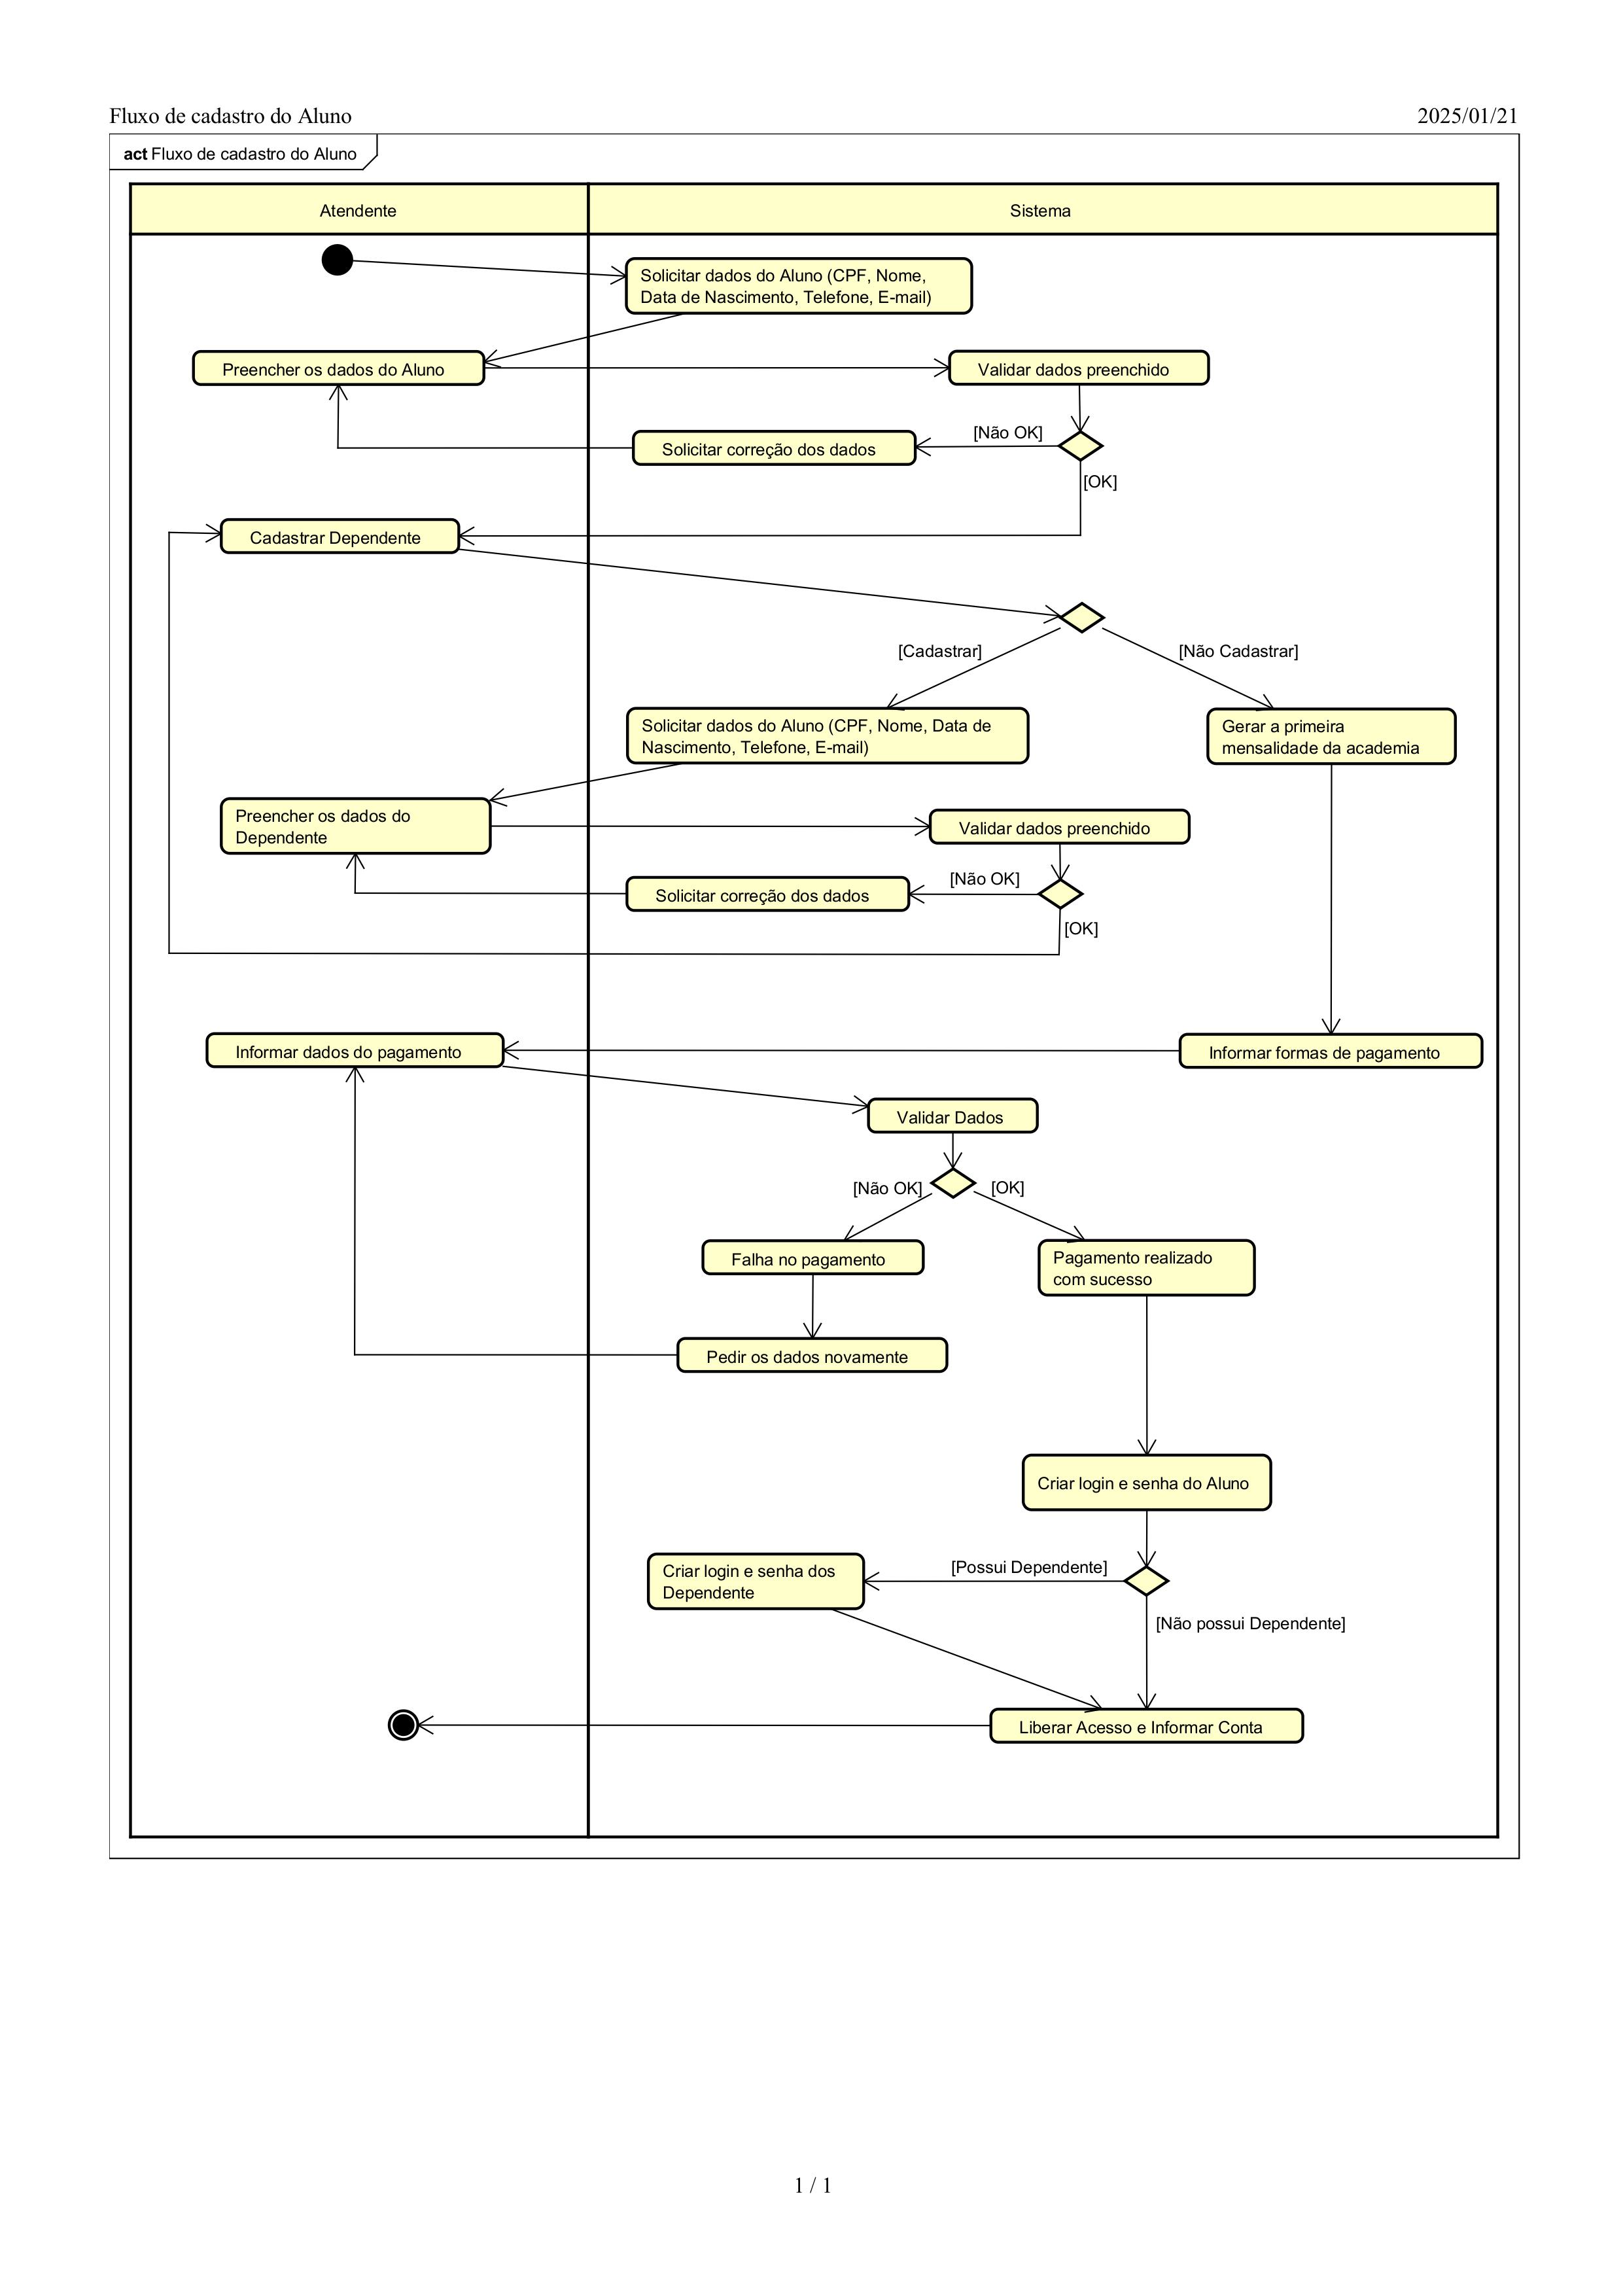 Fluxo de cadastro do Aluno
2025/01/21
act Fluxo de cadastro do Aluno
Atendente
Sistema
Solicitar dados do Aluno (CPF, Nome,
Data de Nascimento, Telefone, E-mail)
Preencher os dados do Aluno
Validar dados preenchido
[Não OK]
Solicitar correção dos dados
[OK]
Cadastrar Dependente
[Cadastrar]
[Não Cadastrar]
Solicitar dados do Aluno (CPF, Nome, Data de
Nascimento, Telefone, E-mail)
Gerar a primeira
mensalidade da academia
Preencher os dados do
Dependente
Validar dados preenchido
[Não OK]
Solicitar correção dos dados
[OK]
Informar dados do pagamento
Informar formas de pagamento
Validar Dados
[Não OK]
[OK]
Falha no pagamento
Pagamento realizado
com sucesso
Pedir os dados novamente
Criar login e senha do Aluno
[Possui Dependente]
Criar login e senha dos
Dependente
[Não possui Dependente]
Liberar Acesso e Informar Conta
1 / 1